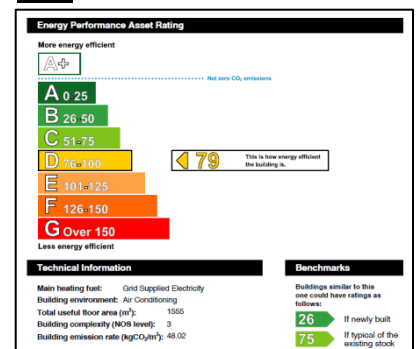 Energy Performance Asset Rating
More energy efficient
A+
Net zero CO₂ emissions
A 0-25
B 26-50
C 51-75
D 76-100
79
This is how energy efficient
the building is.
E 101-125
F 126-150
G Over 150
Less energy efficient
Technical Information
Main heating fuel: Grid Supplied Electricity
Building environment: Air Conditioning
Total useful floor area (m²): 1555
Building complexity (NOS level): 3
Building emission rate (kgCO₂/m²): 48.02
Benchmarks
Buildings similar to this
one could have ratings as
follows:
26 If newly built
75 If typical of the
existing stock